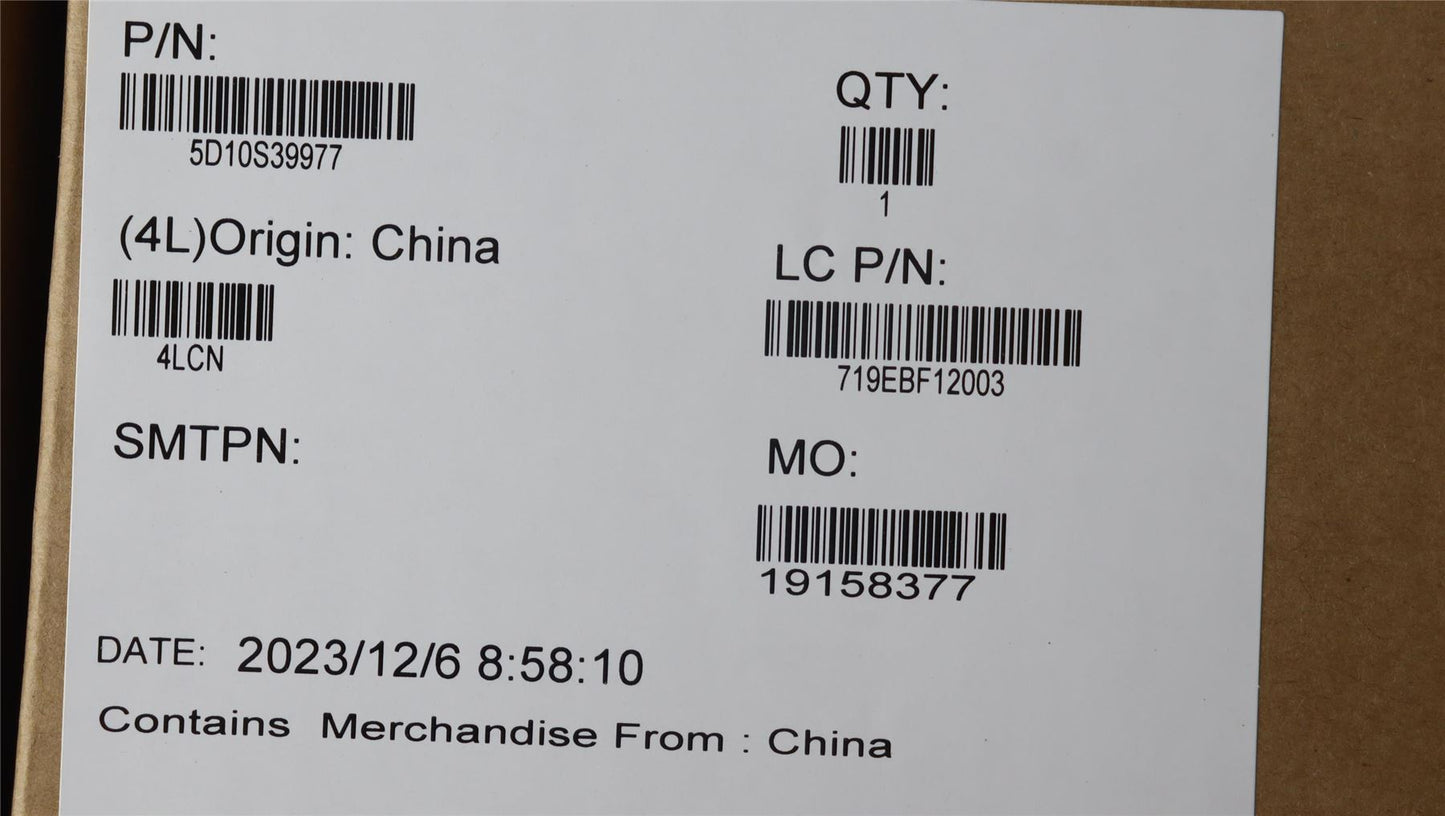 P/N:
5D10S39977
QTY:
1
(4L)Origin: China
4LCN
LC P/N:
719EBF12003
SMTPN:
MO:
19158377
DATE: 2023/12/6 8:58:10
Contains Merchandise From : China